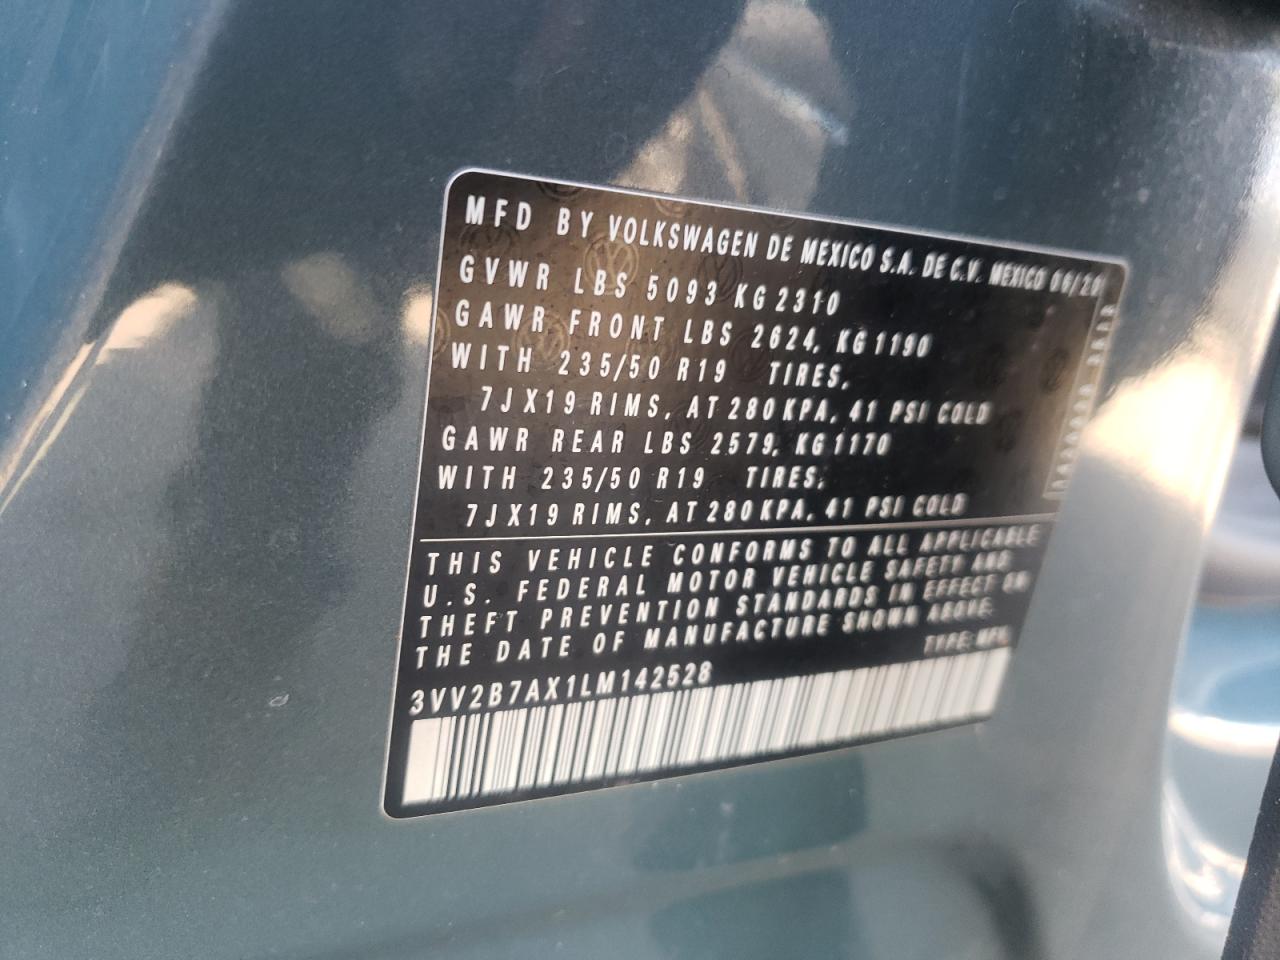 MFD BY VOLKSWAGEN DE MEXICO S.A. DE C.V. MEXICO 06/20
GVWR LBS 5093 KG 2310
GAWR FRONT LBS 2624, KG 1190
WITH 235/50 R19 TIRES,
7JX19 RIMS, AT 280 KPA, 41 PSI COLD
GAWR REAR LBS 2579, KG 1170
WITH 235/50 R19 TIRES,
7JX19 RIMS, AT 280 KPA, 41 PSI COLD
THIS VEHICLE CONFORMS TO ALL APPLICABLE
U.S. FEDERAL MOTOR VEHICLE SAFETY AND
THEFT PREVENTION STANDARDS IN EFFECT ON
THE DATE OF MANUFACTURE SHOWN ABOVE.
TYPE: MPV
3VV2B7AX1LM142528